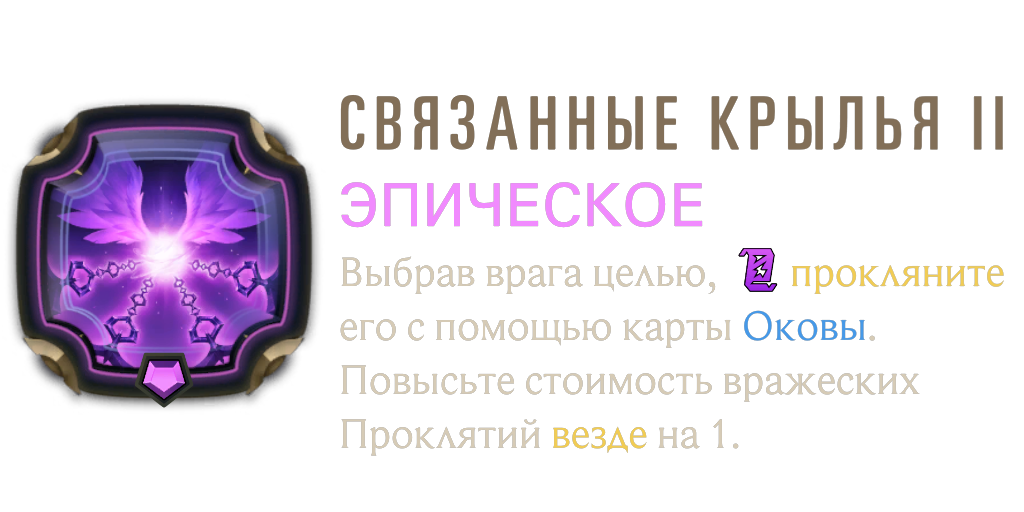 СВЯЗАННЫЕ КРЫЛЬЯ II
ЭПИЧЕСКОЕ
Выбрав врага целью, прокляните
его с помощью карты Оковы.
Повысьте стоимость вражеских
Проклятий везде на 1.